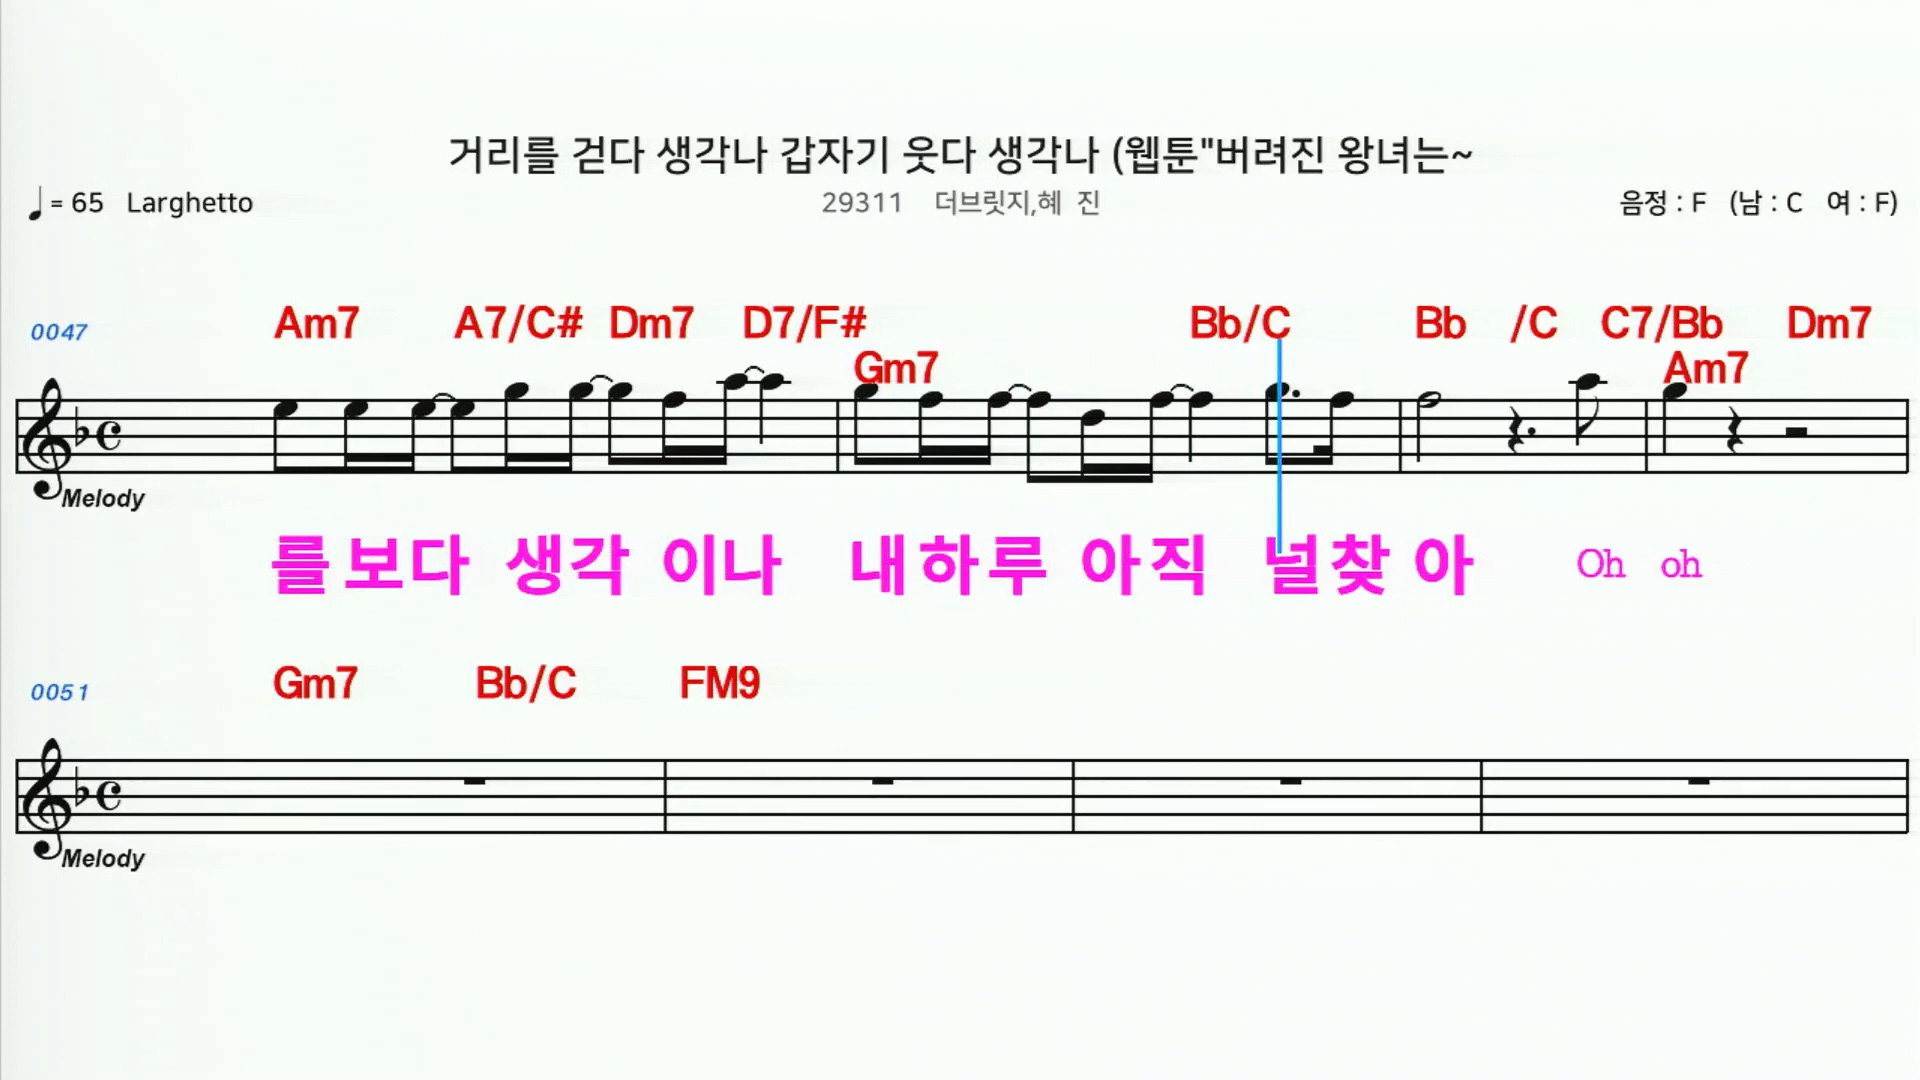 거리를 걷다 생각나 갑자기 웃다 생각나 (웹툰"버려진 왕녀는~
= 65 Larghetto 29311 더브릿지,혜 진 음정 : F (남 : C 여 : F)
0047 Am7 A7/C# Dm7 D7/F# Bb/C Bb /C C7/Bb Dm7
Gm7 Am7
Melody
를 보다 생각 이나 내하루 아직 널찾 아 Oh oh
0051 Gm7 Bb/C FM9
Melody